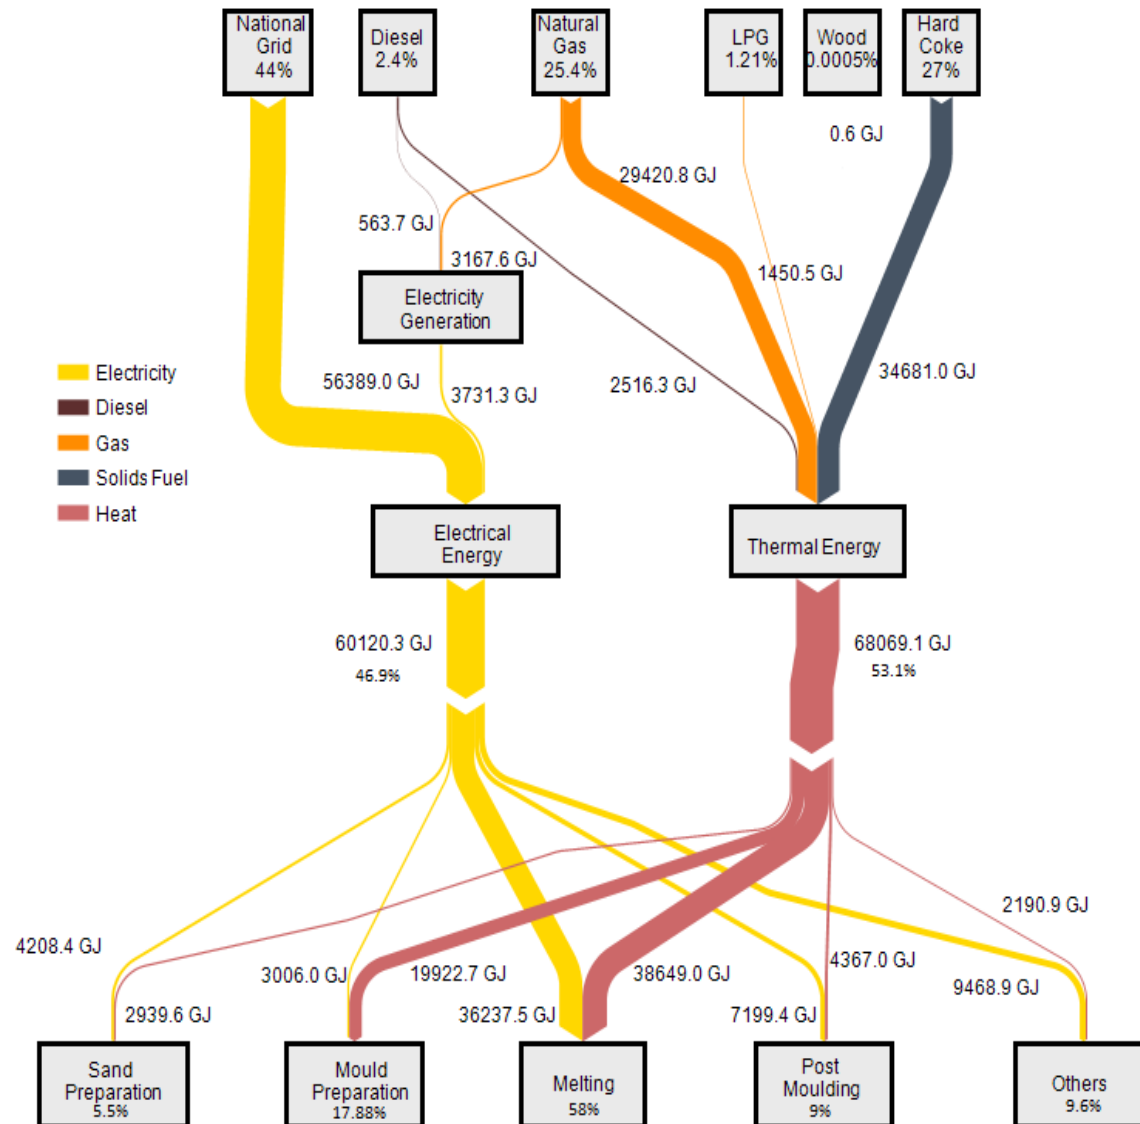 National
Grid
44%
Diesel
2.4%
Natural
Gas
25.4%
LPG
1.21%
Wood
0.0005%
Hard
Coke
27%
0.6 GJ
29420.8 GJ
563.7 GJ
3167.6 GJ
1450.5 GJ
Electricity
Generation
34681.0 GJ
56389.0 GJ
3731.3 GJ
2516.3 GJ
Electricity
Diesel
Gas
Solids Fuel
Heat
Electrical
Energy
Thermal Energy
60120.3 GJ
46.9%
68069.1 GJ
53.1%
4208.4 GJ
2939.6 GJ
3006.0 GJ
19922.7 GJ
36237.5 GJ
38649.0 GJ
7199.4 GJ
4367.0 GJ
2190.9 GJ
9468.9 GJ
Sand
Preparation
5.5%
Mould
Preparation
17.88%
Melting
58%
Post
Moulding
9%
Others
9.6%